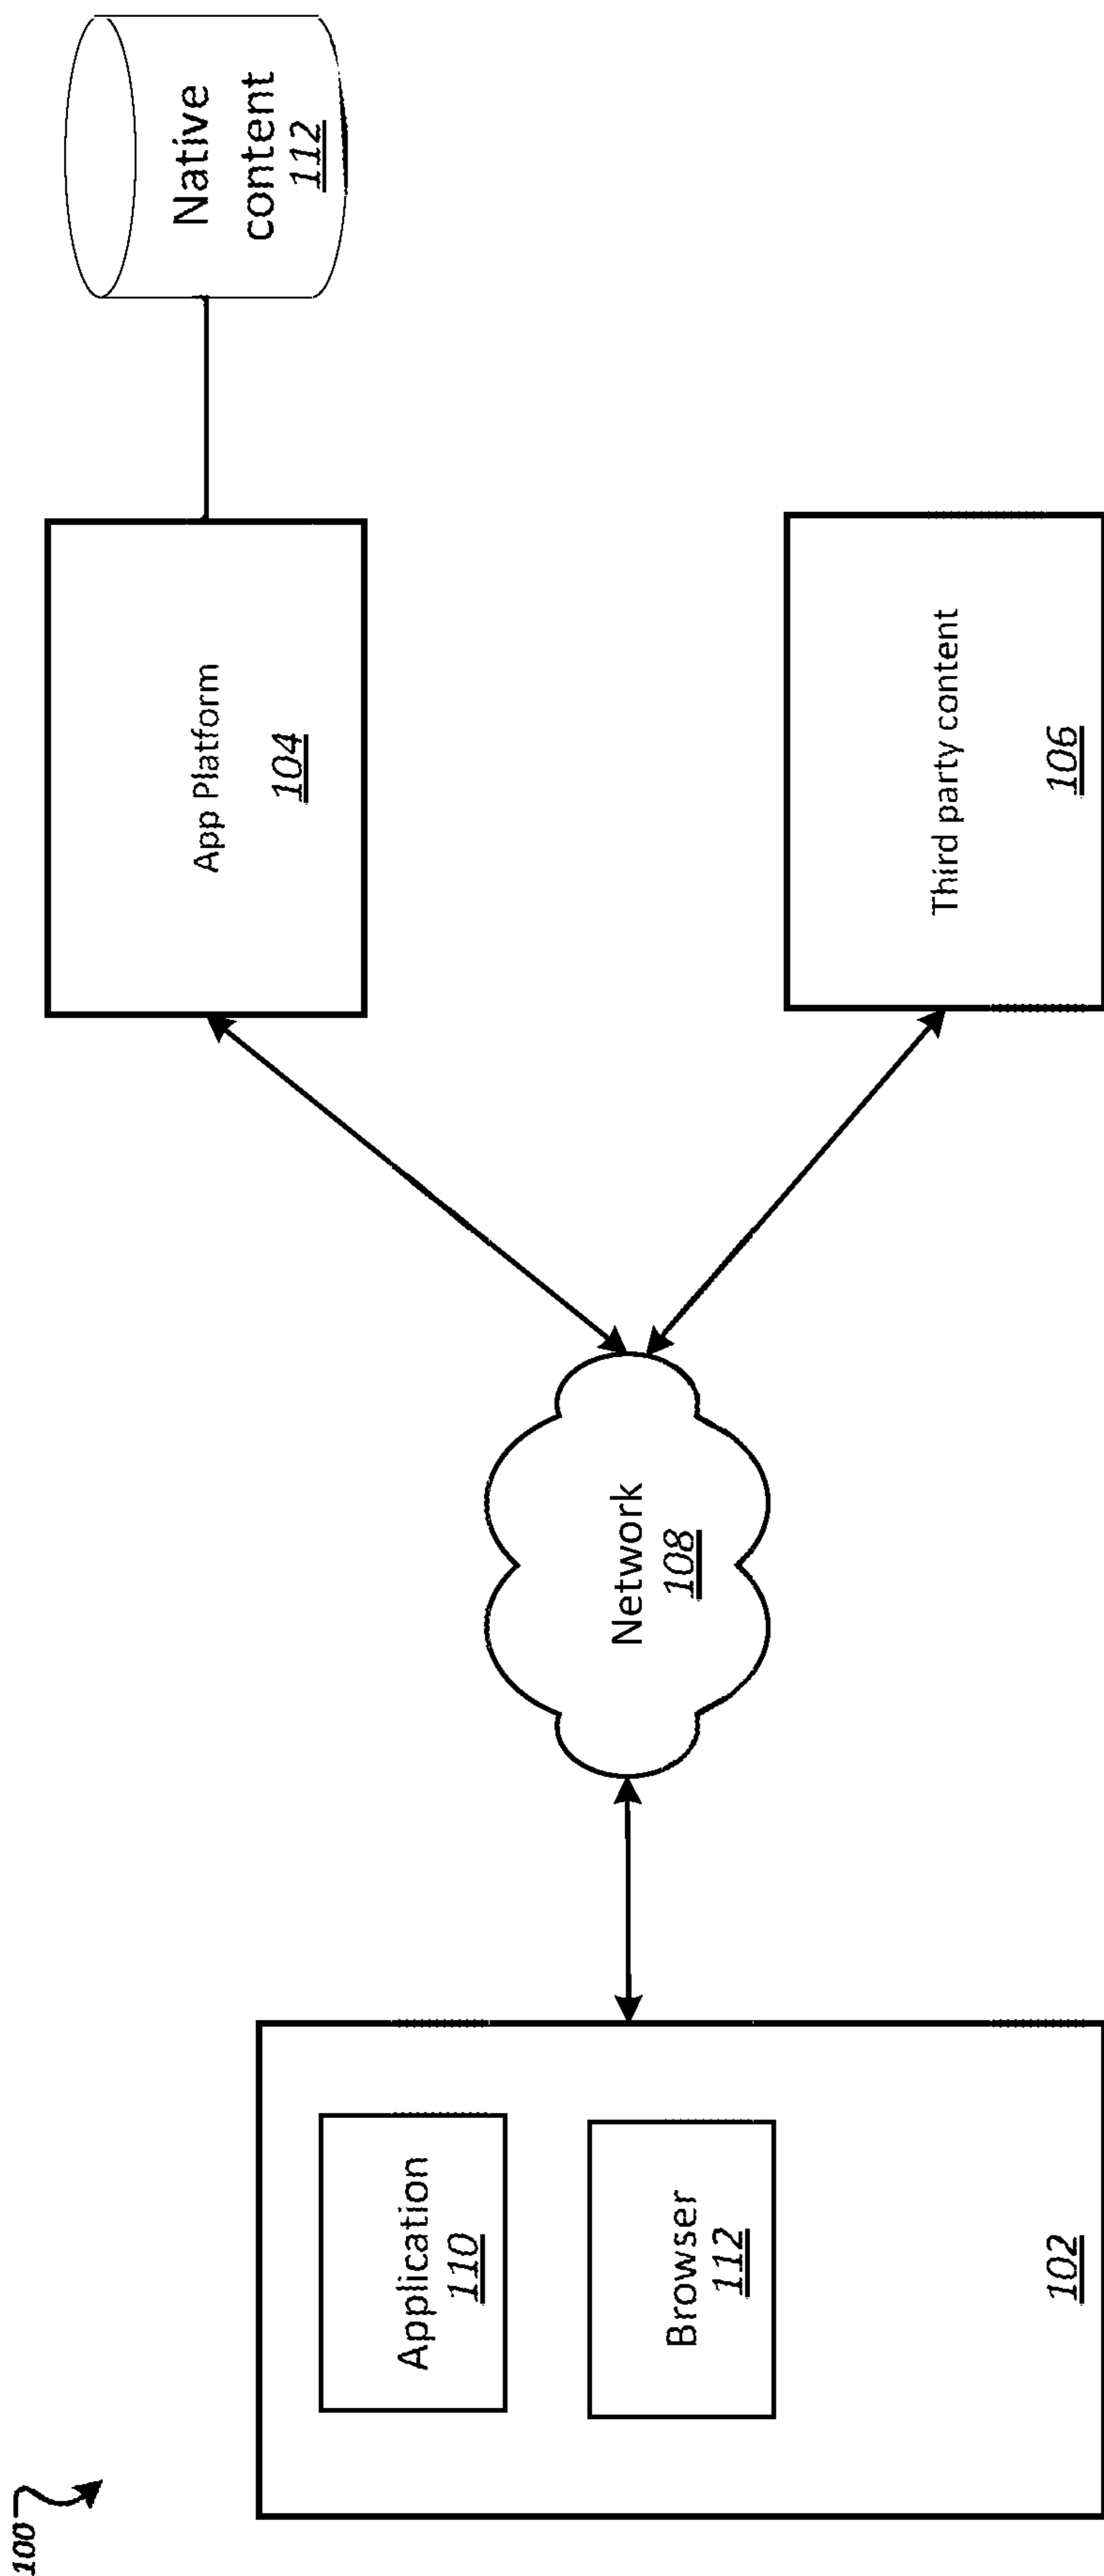 100
Application
110
Browser
112
102
Network
108
App Platform
104
Third party content
106
Native
content
112